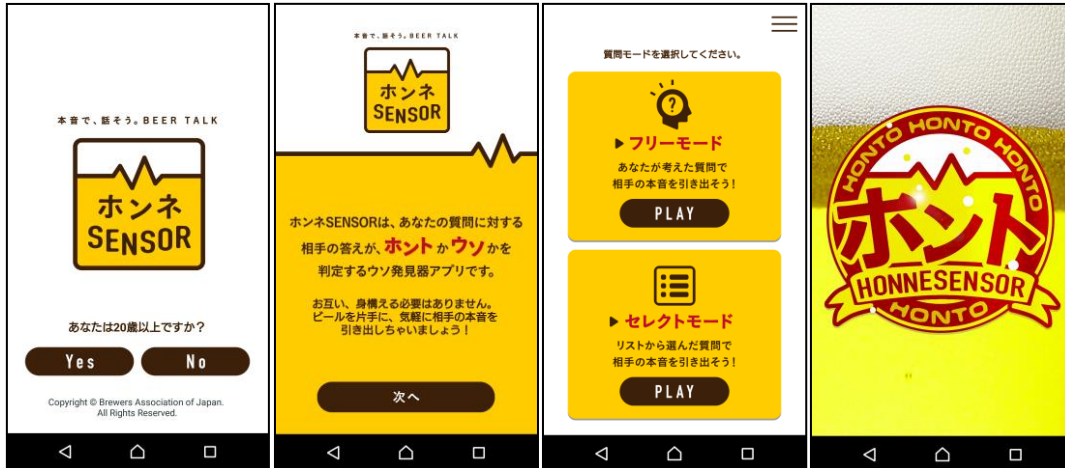 本音で、話そう。BEER TALK
ホンネ
SENSOR
あなたは20歳以上ですか？
Yes
No
Copyright © Brewers Association of Japan.
All Rights Reserved.
本音で、話そう。BEER TALK
ホンネ
SENSOR
ホンネSENSORは、あなたの質問に対する
相手の答えが、ホントかウソかを
判定するウソ発見器アプリです。
お互い、身構える必要はありません。
ビールを片手に、気軽に相手の本音を
引き出しちゃいましょう！
次へ
質問モードを選択してください。
?
フリーモード
あなたが考えた質問で
相手の本音を引き出そう！
PLAY
セレクトモード
リストから選んだ質問で
相手の本音を引き出そう！
PLAY
HONTO HONTO HONTO
ホント
HONNESENSOR
HONTO